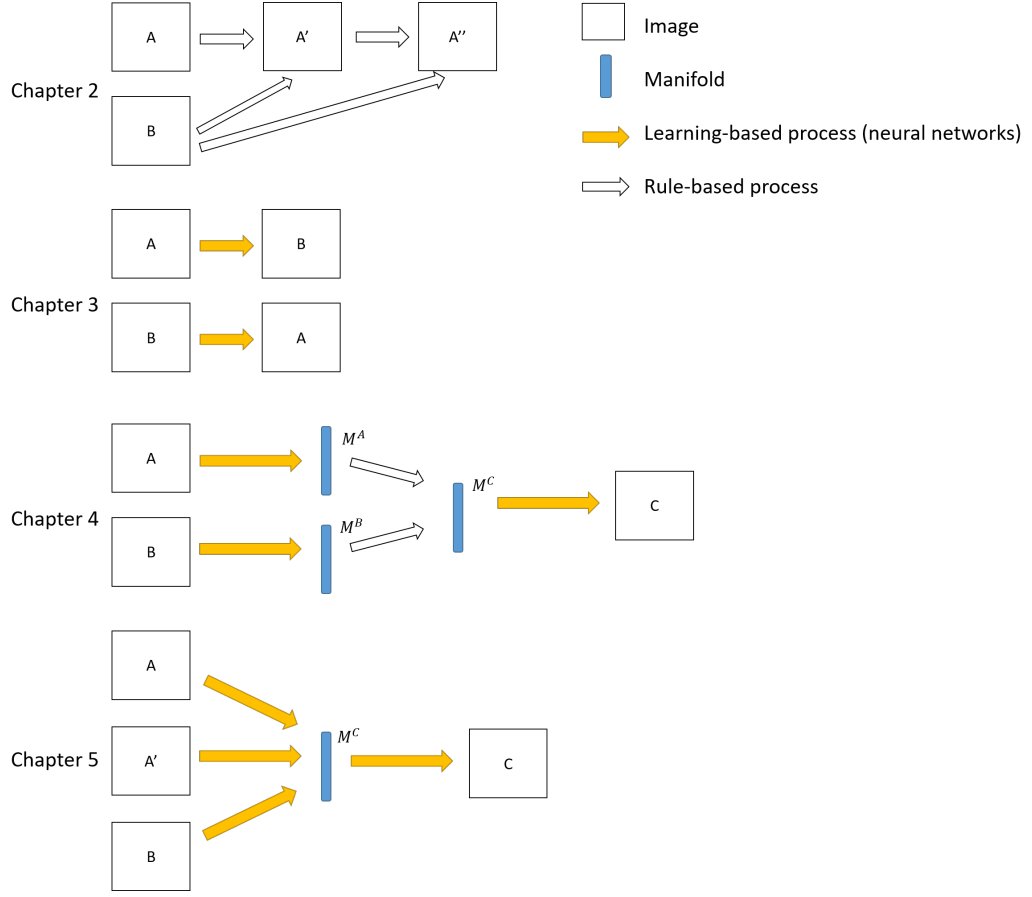 A
A’
A’’
Chapter 2
B
Image
Manifold
Learning-based process (neural networks)
Rule-based process
A
B
Chapter 3
B
A
A
M^A
M^C
Chapter 4
C
M^B
B
A
M^C
Chapter 5
A’
C
B